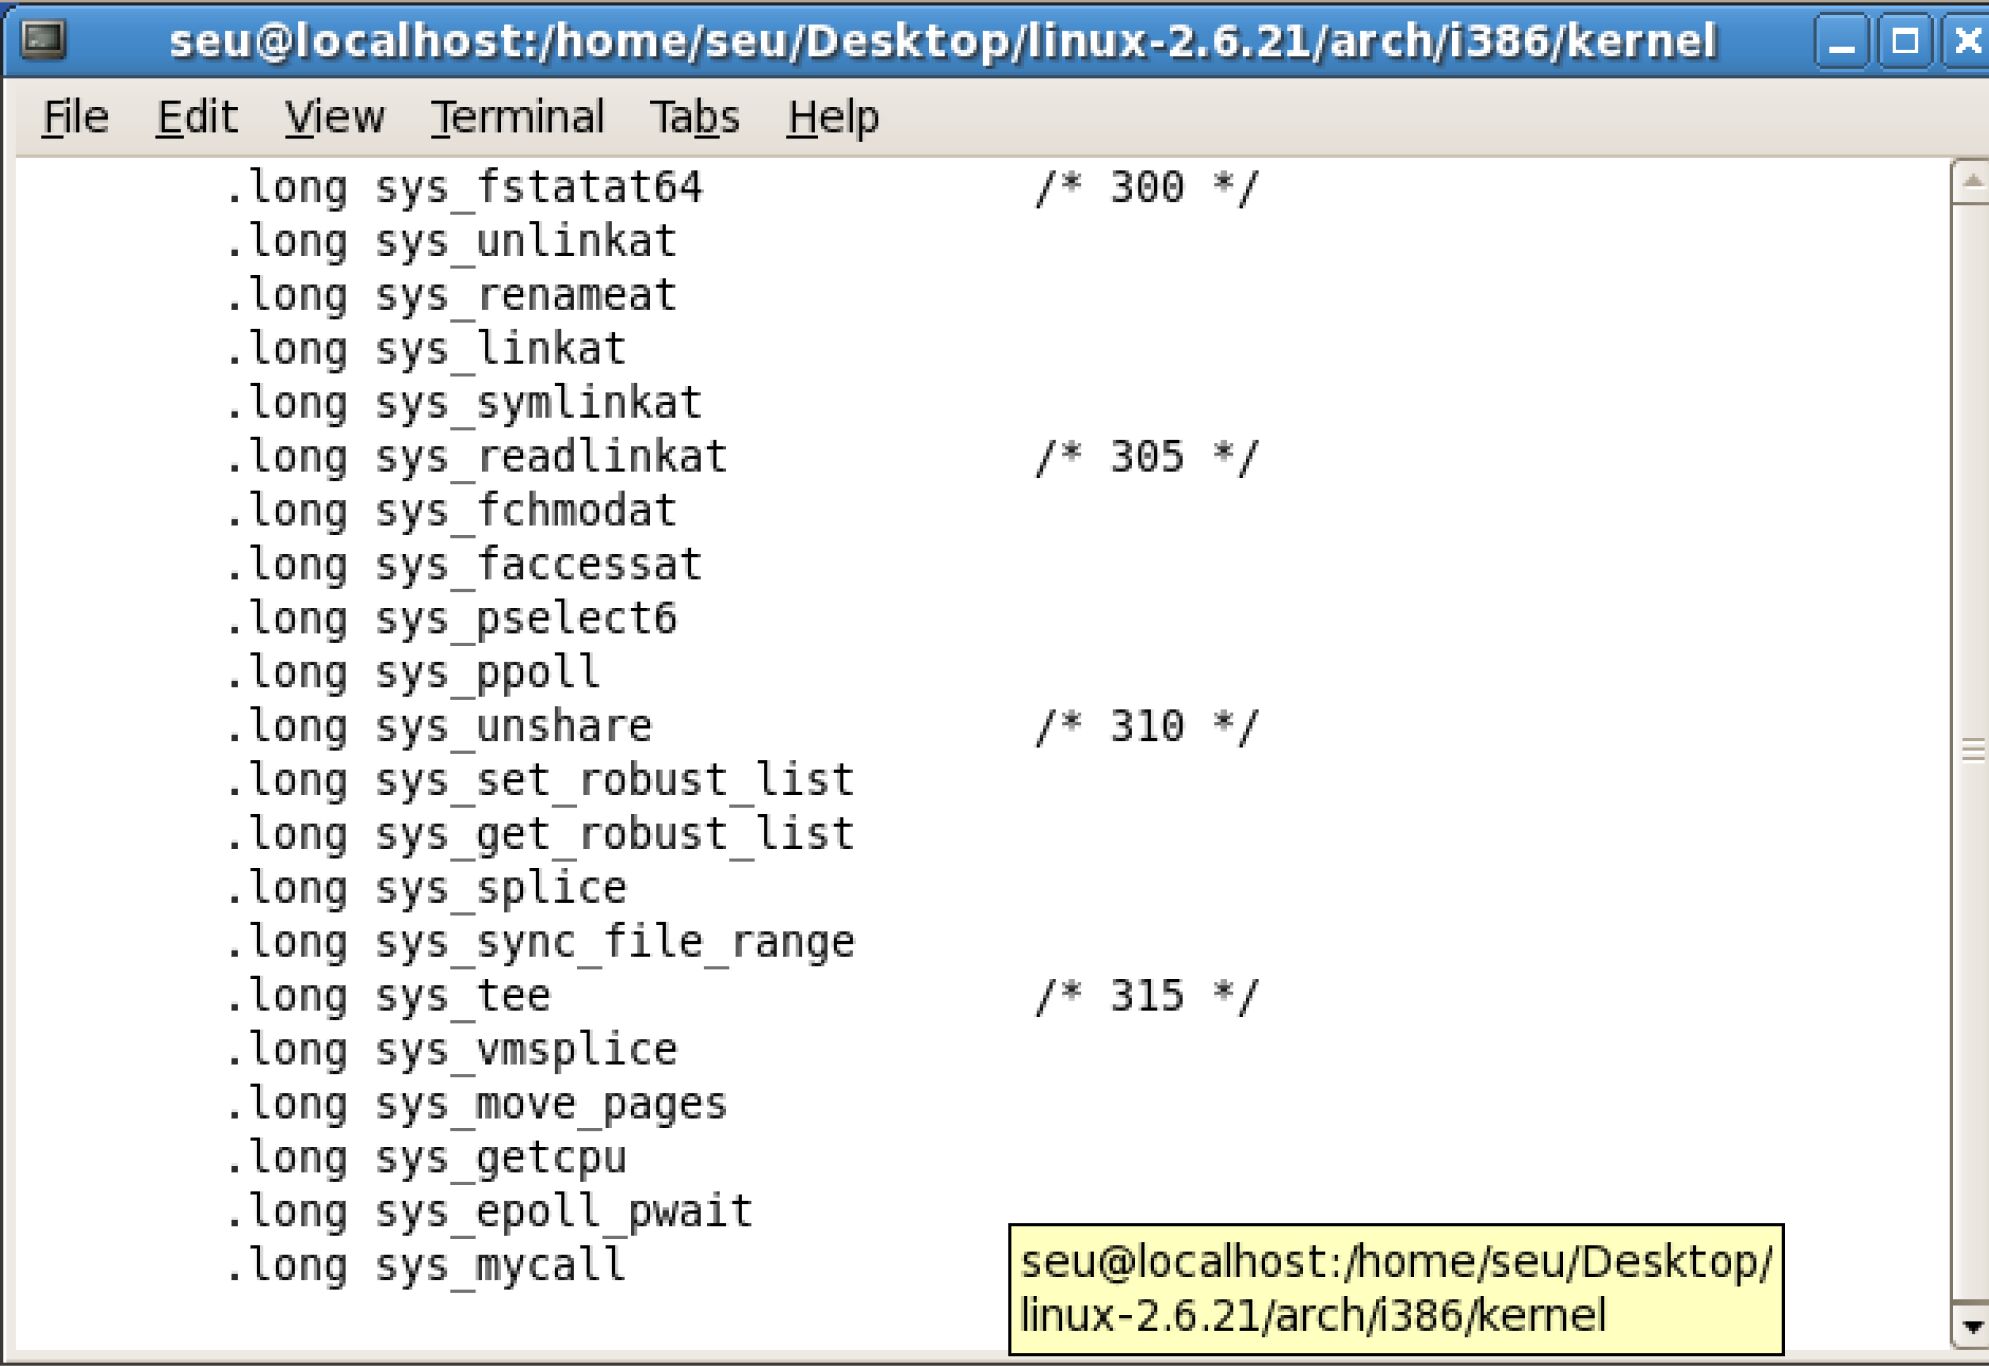 seu@localhost:/home/seu/Desktop/linux-2.6.21/arch/i386/kernel
File Edit View Terminal Tabs Help
.long sys_fstatat64 /* 300 */
.long sys_unlinkat
.long sys_renameat
.long sys_linkat
.long sys_symlinkat
.long sys_readlinkat /* 305 */
.long sys_fchmodat
.long sys_faccessat
.long sys_pselect6
.long sys_ppoll
.long sys_unshare /* 310 */
.long sys_set_robust_list
.long sys_get_robust_list
.long sys_splice
.long sys_sync_file_range
.long sys_tee /* 315 */
.long sys_vmsplice
.long sys_move_pages
.long sys_getcpu
.long sys_epoll_pwait
.long sys_mycall
seu@localhost:/home/seu/Desktop/
linux-2.6.21/arch/i386/kernel